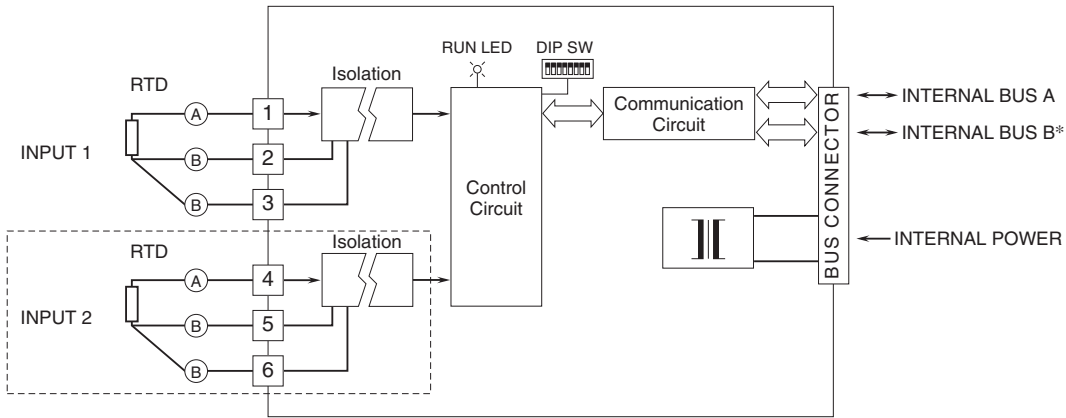 RUN LED
DIP SW
RTD
Isolation
A
1
INPUT 1
B
2
B
3
Control
Circuit
Communication
Circuit
BUS CONNECTOR
INTERNAL BUS A
INTERNAL BUS B*
INTERNAL POWER
RTD
Isolation
A
4
INPUT 2
B
5
B
6